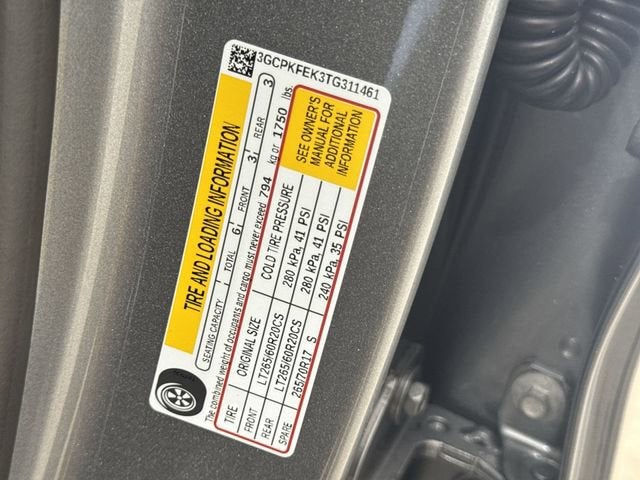 3GCPKFEK3TG311461
TIRE AND LOADING INFORMATION
SEATING CAPACITY TOTAL 6 FRONT 3 REAR 3
The combined weight of occupants and cargo must never exceed 794 kg or 1750 lbs.
TIRE ORIGINAL SIZE COLD TIRE PRESSURE
FRONT LT265/60R20CS 280 kPa, 41 PSI
REAR LT265/60R20CS 280 kPa, 41 PSI
SPARE 265/70R17 S 240 kPa, 35 PSI
SEE OWNER'S
MANUAL FOR
ADDITIONAL
INFORMATION